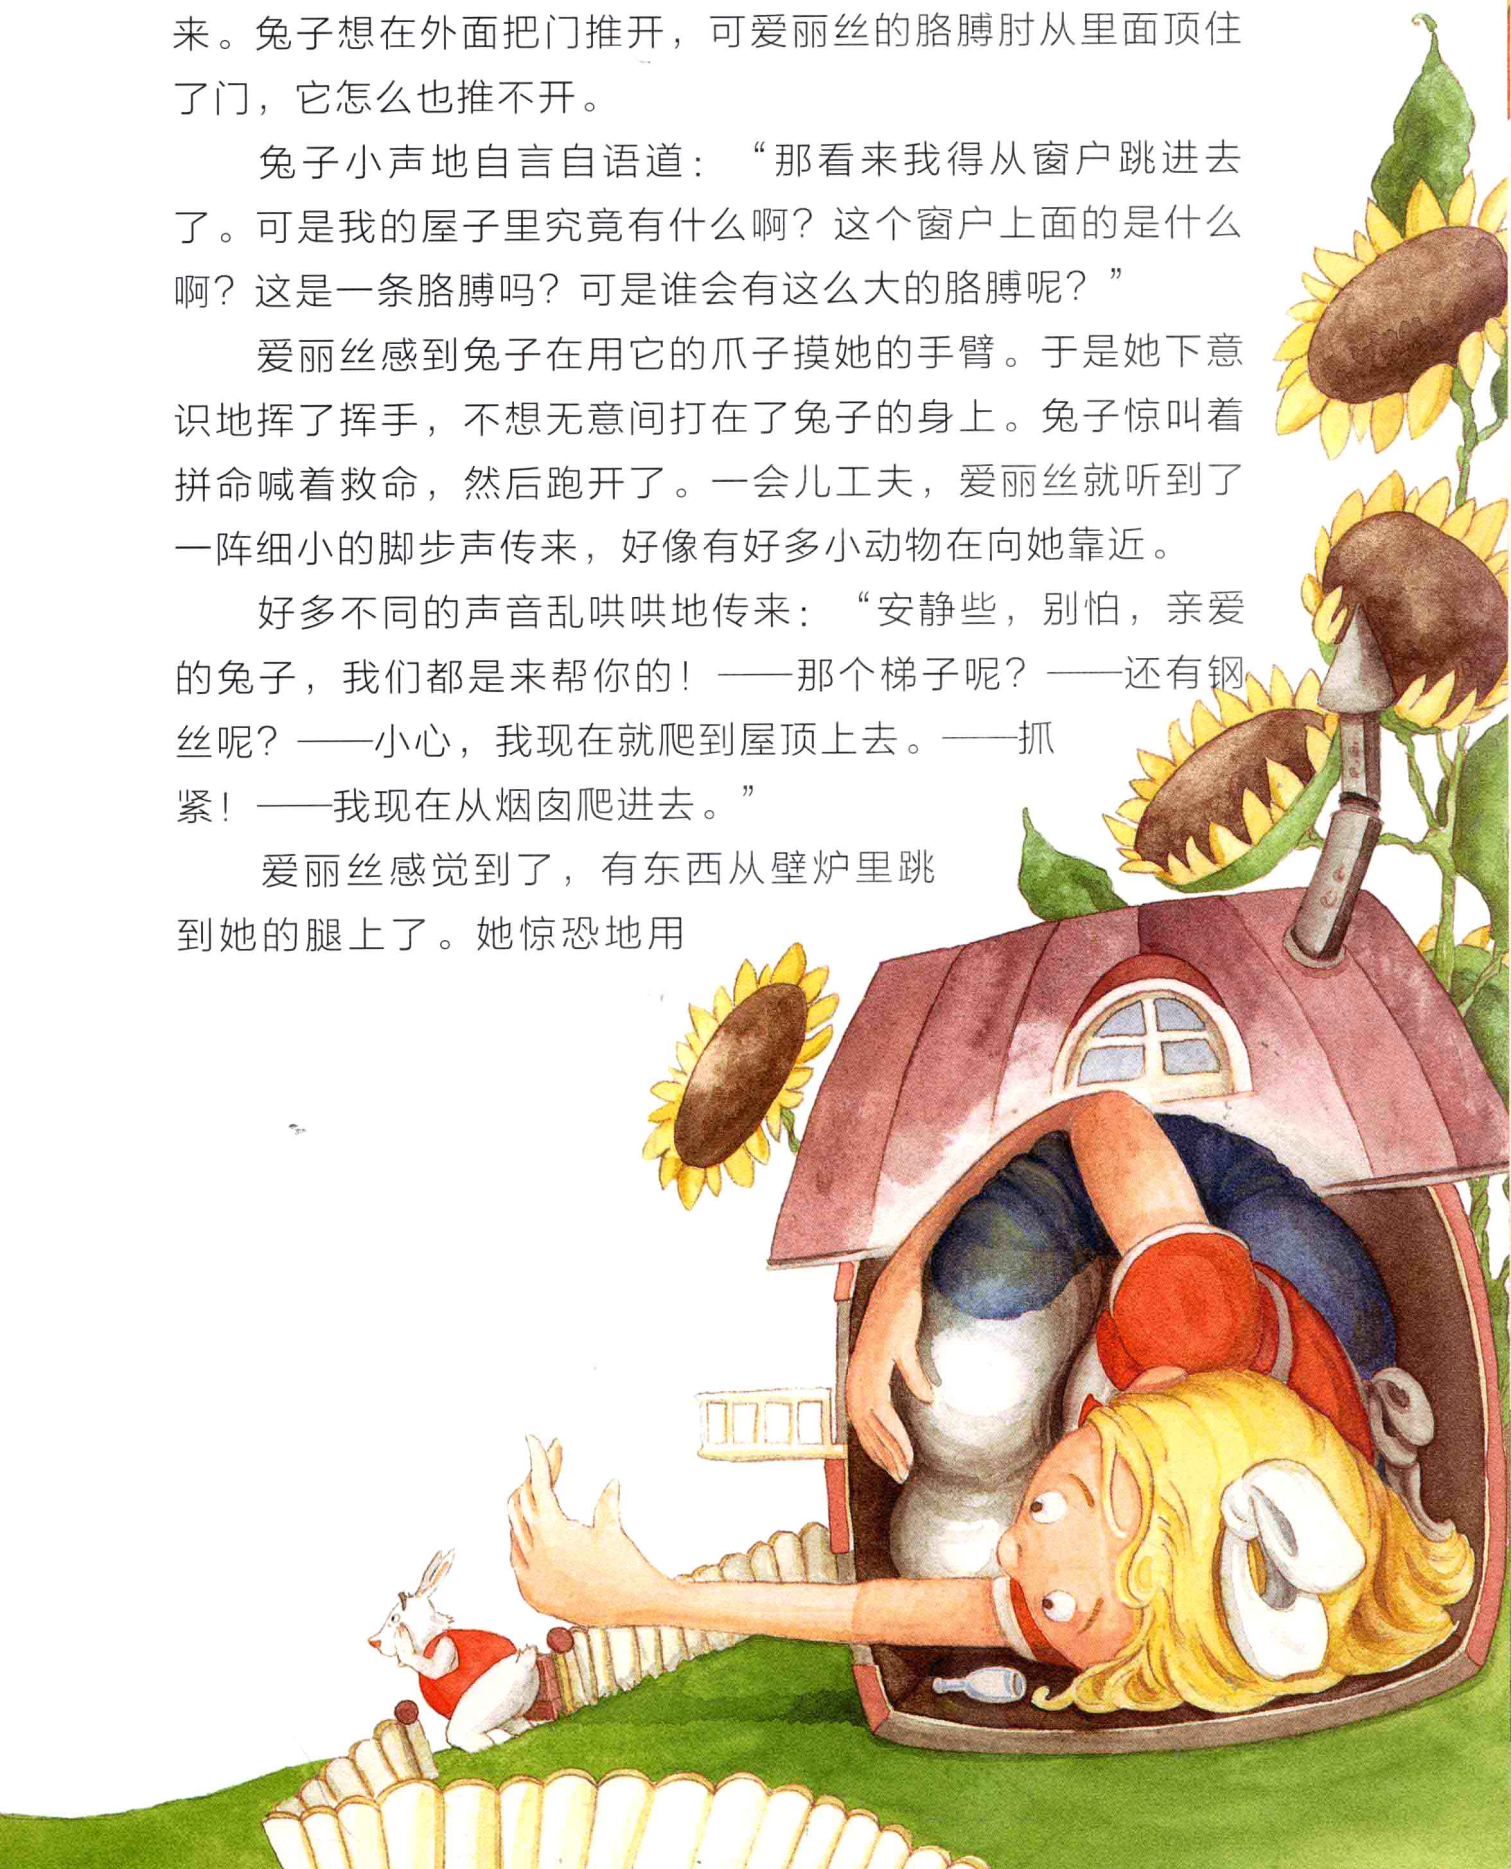 来。兔子想在外面把门推开，可爱丽丝的胳膊肘从里面顶住
了门，它怎么也推不开。
兔子小声地自言自语道：“那看来我得从窗户跳进去
了。可是我的屋子里究竟有什么啊？这个窗户上面的是什么
啊？这是一条胳膊吗？可是谁会有这么大的胳膊呢？”
爱丽丝感到兔子在用它的爪子摸她的手臂。于是她下意
识地挥了挥手，不想无意间打在了兔子的身上。兔子惊叫着
拼命喊着救命，然后跑开了。一会儿工夫，爱丽丝就听到了
一阵细小的脚步声传来，好像有好多小动物在向她靠近。
好多不同的声音乱哄哄地传来：“安静些，别怕，亲爱
的兔子，我们都是来帮你的！——那个梯子呢？——还有钢
丝呢？——小心，我现在就爬到屋顶上去。——抓
紧！——我现在从烟囱爬进去。”
爱丽丝感觉到了，有东西从壁炉里跳
到她的腿上了。她惊恐地用